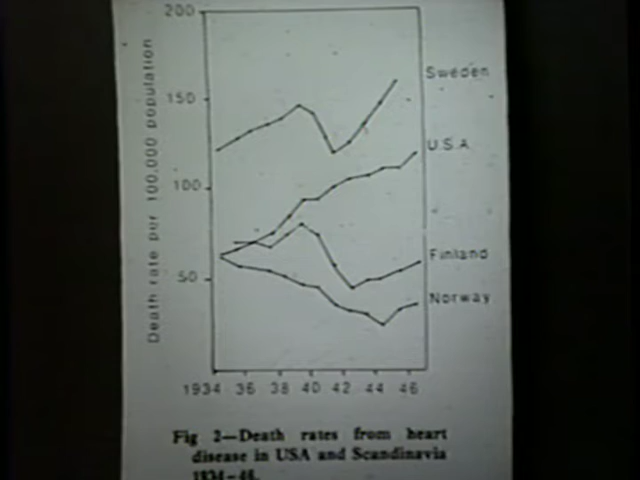 200
150
100
50
Death rate per 100,000 population
Sweden
U.S.A
Finland
Norway
1934 36 38 40 42 44 46
Fig 2—Death rates from heart
disease in USA and Scandinavia